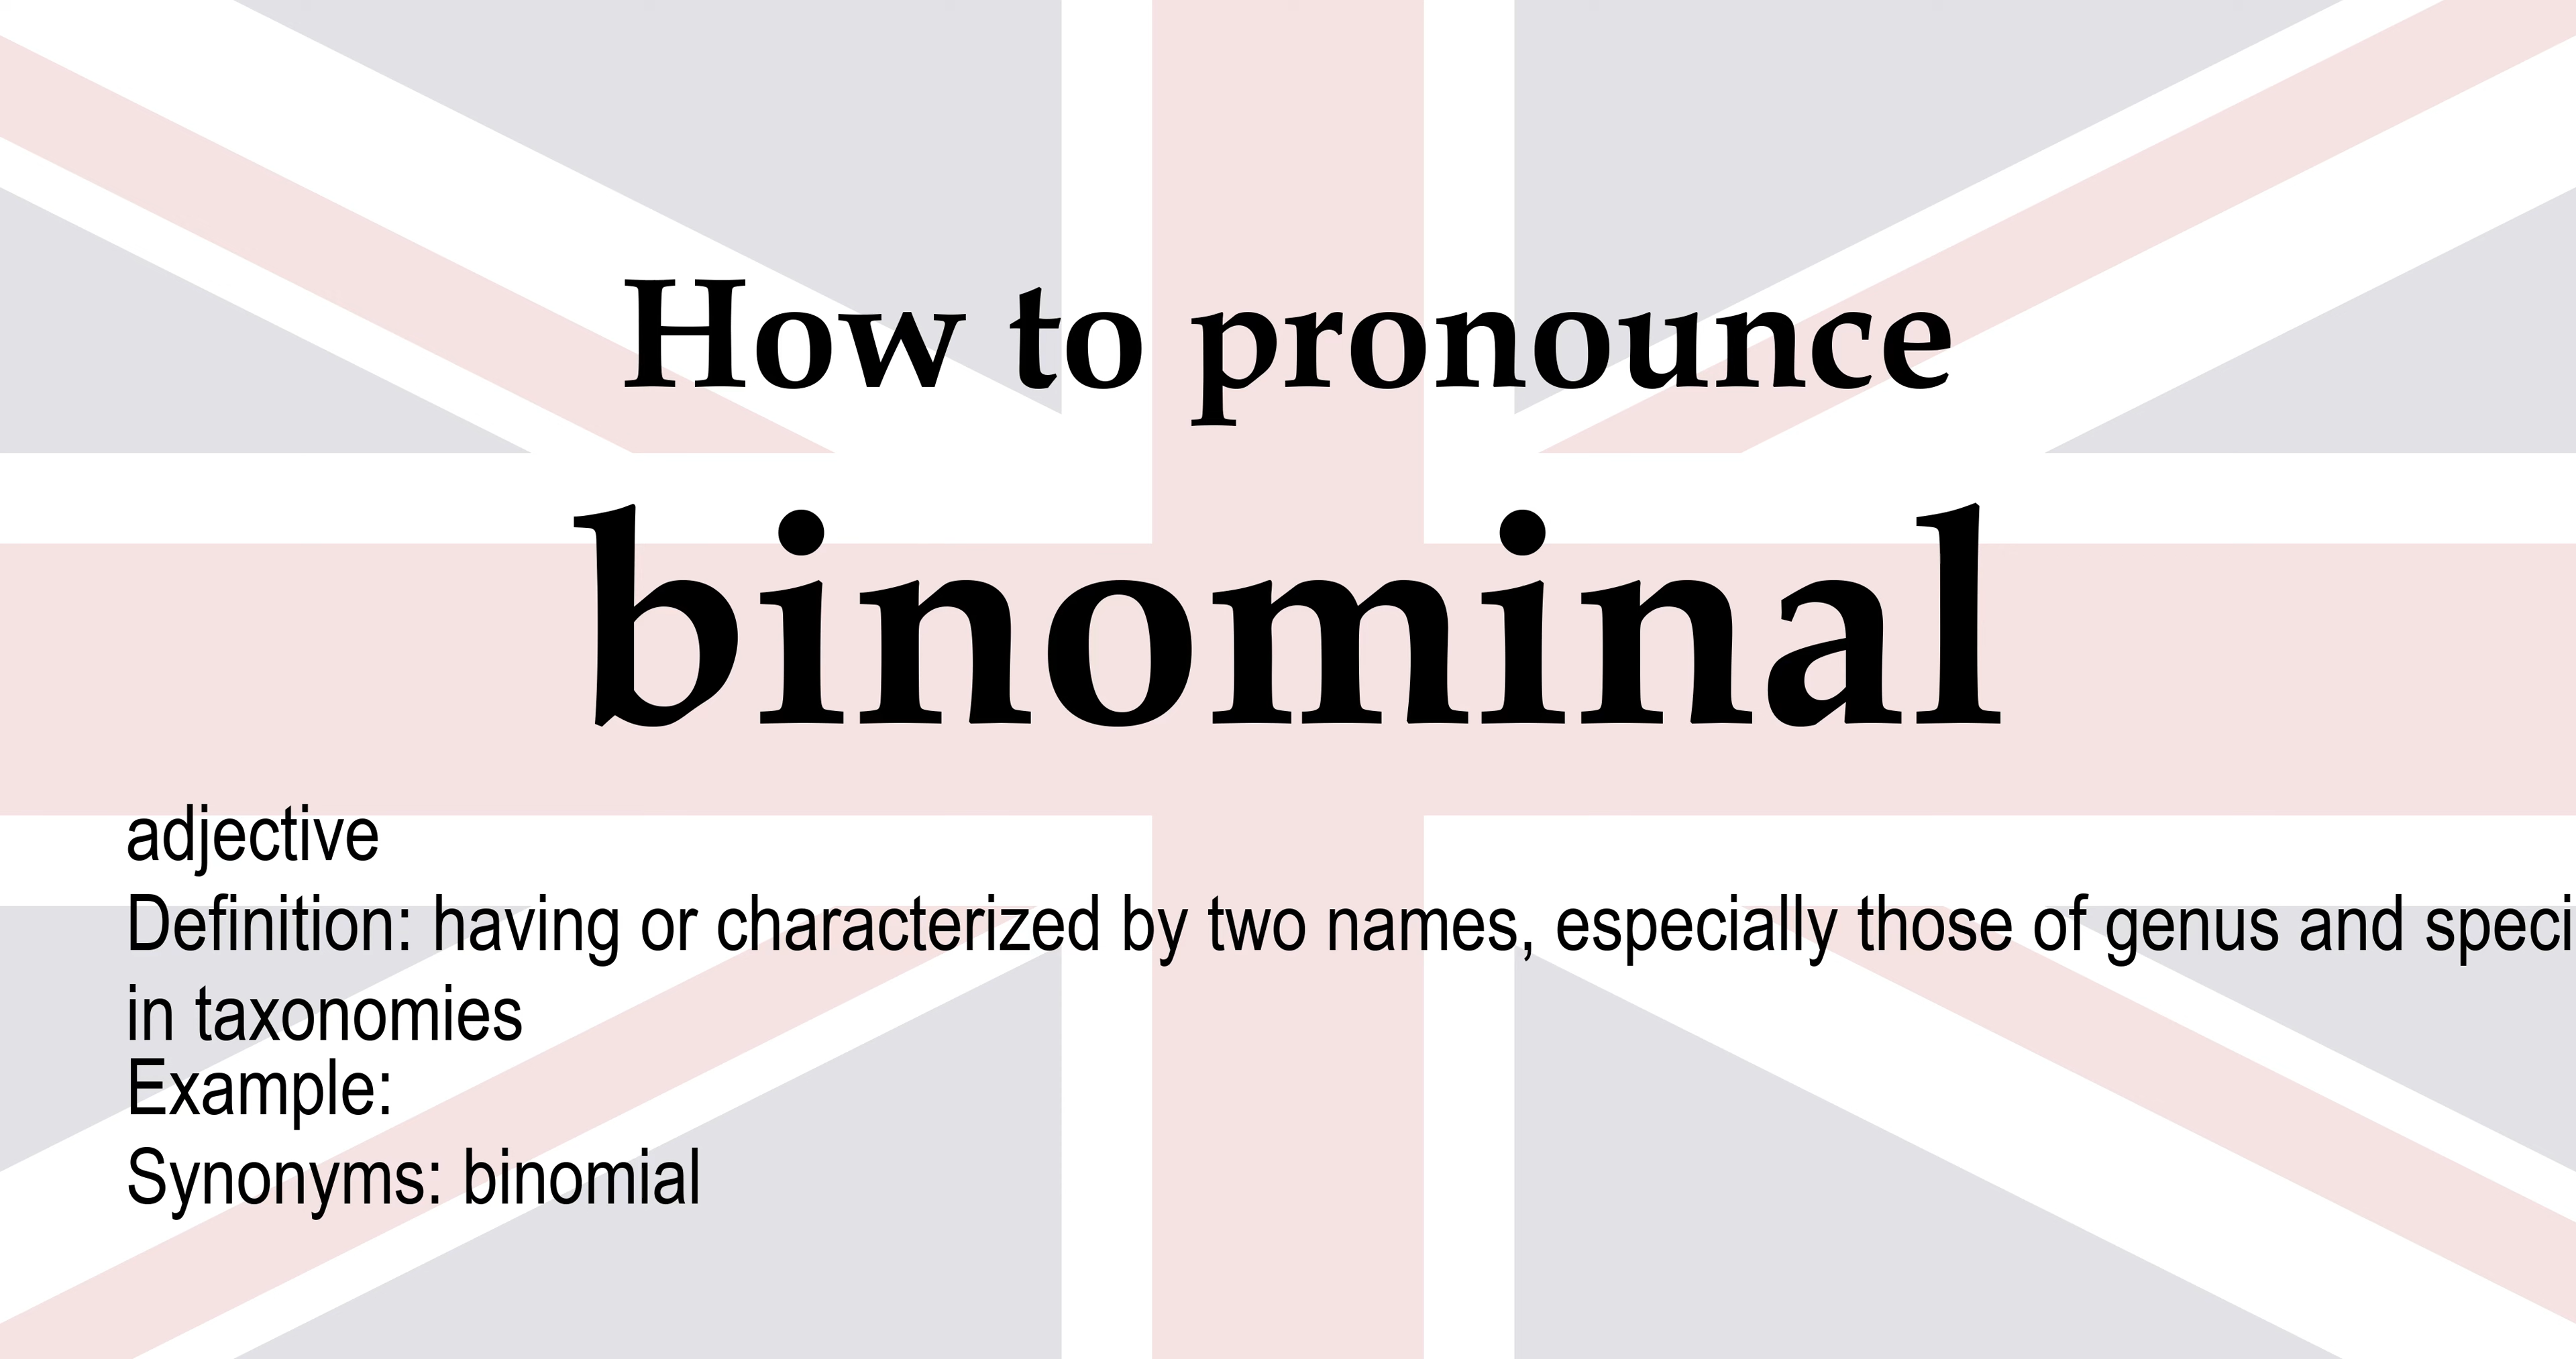 How to pronounce
binominal
adjective
Definition: having or characterized by two names, especially those of genus and speci
in taxonomies
Example:
Synonyms: binomial